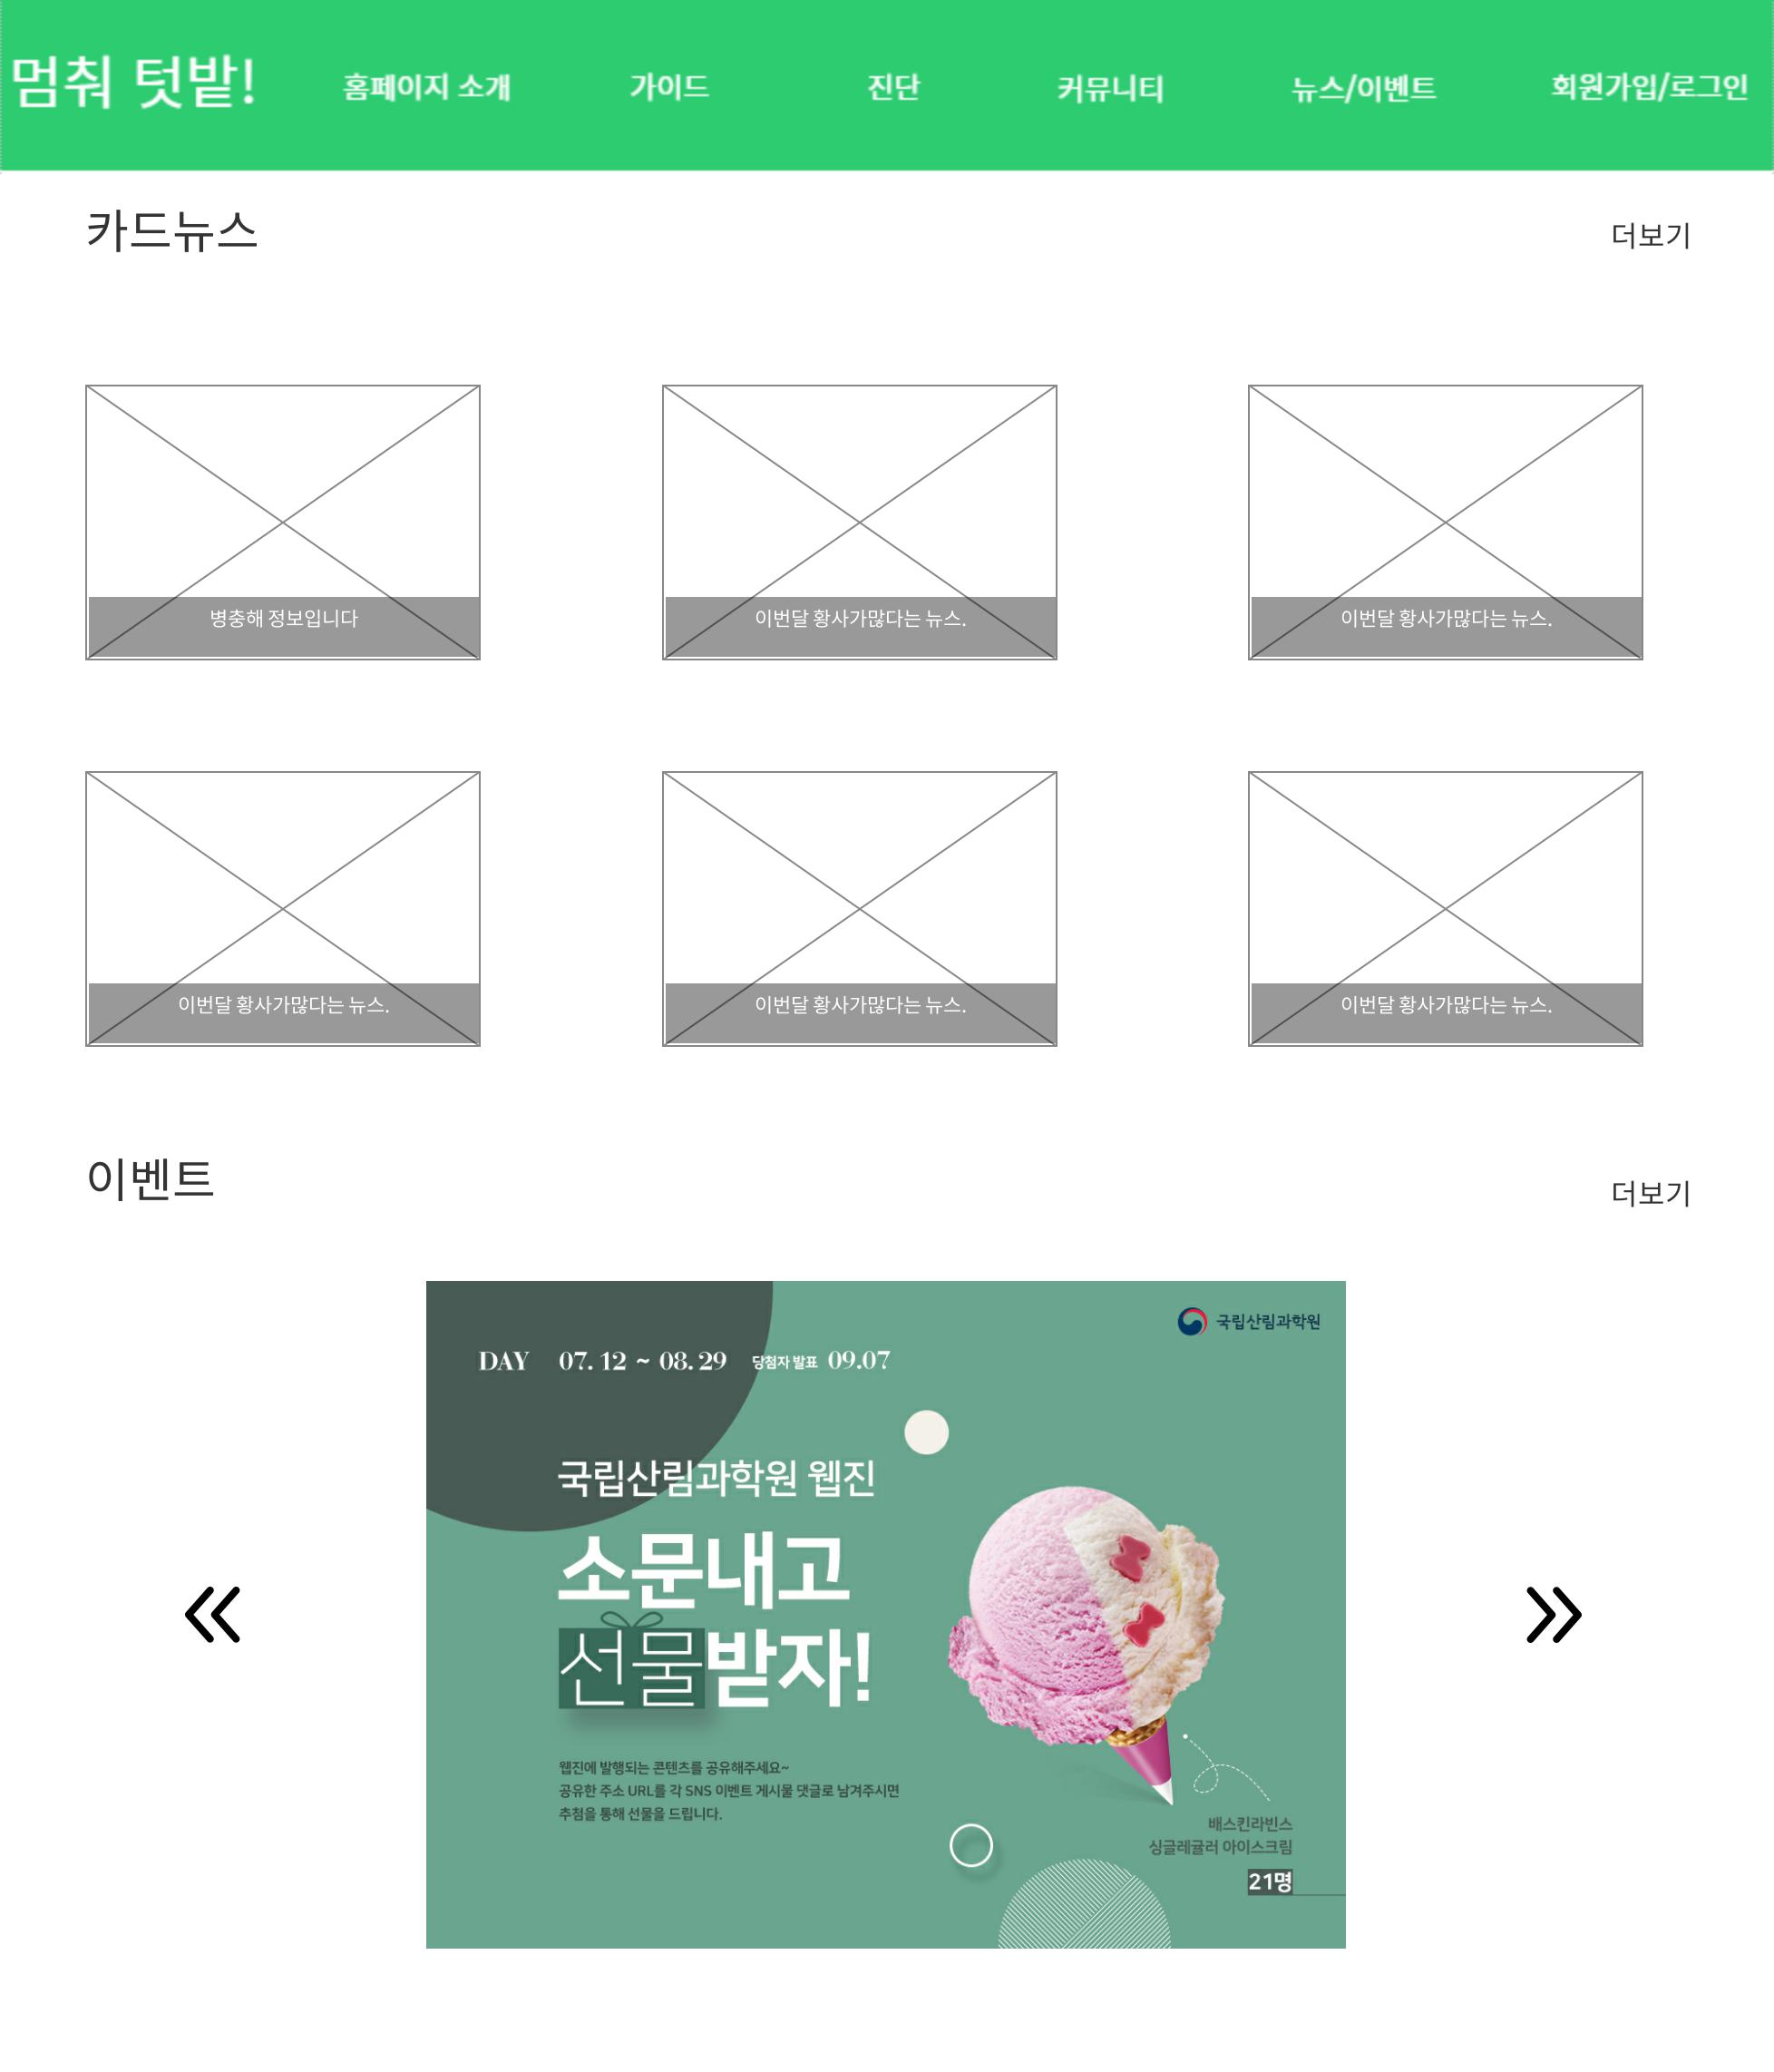 멈춰 텃밭!
홈페이지 소개
가이드
진단
커뮤니티
뉴스/이벤트
회원가입/로그인
카드뉴스
더보기
병충해 정보입니다
이번달 황사가많다는 뉴스.
이번달 황사가많다는 뉴스.
이번달 황사가많다는 뉴스.
이번달 황사가많다는 뉴스.
이번달 황사가많다는 뉴스.
이벤트
더보기
국립산림과학원
DAY 07. 12 ~ 08. 29 당첨자 발표 09.07
국립산림과학원 웹진
소문내고
선물받자!
웹진에 발행되는 콘텐츠를 공유해주세요~
공유한 주소 URL를 각 SNS 이벤트 게시물 댓글로 남겨주시면
추첨을 통해 선물을 드립니다.
배스킨라빈스
싱글레귤러 아이스크림
21명